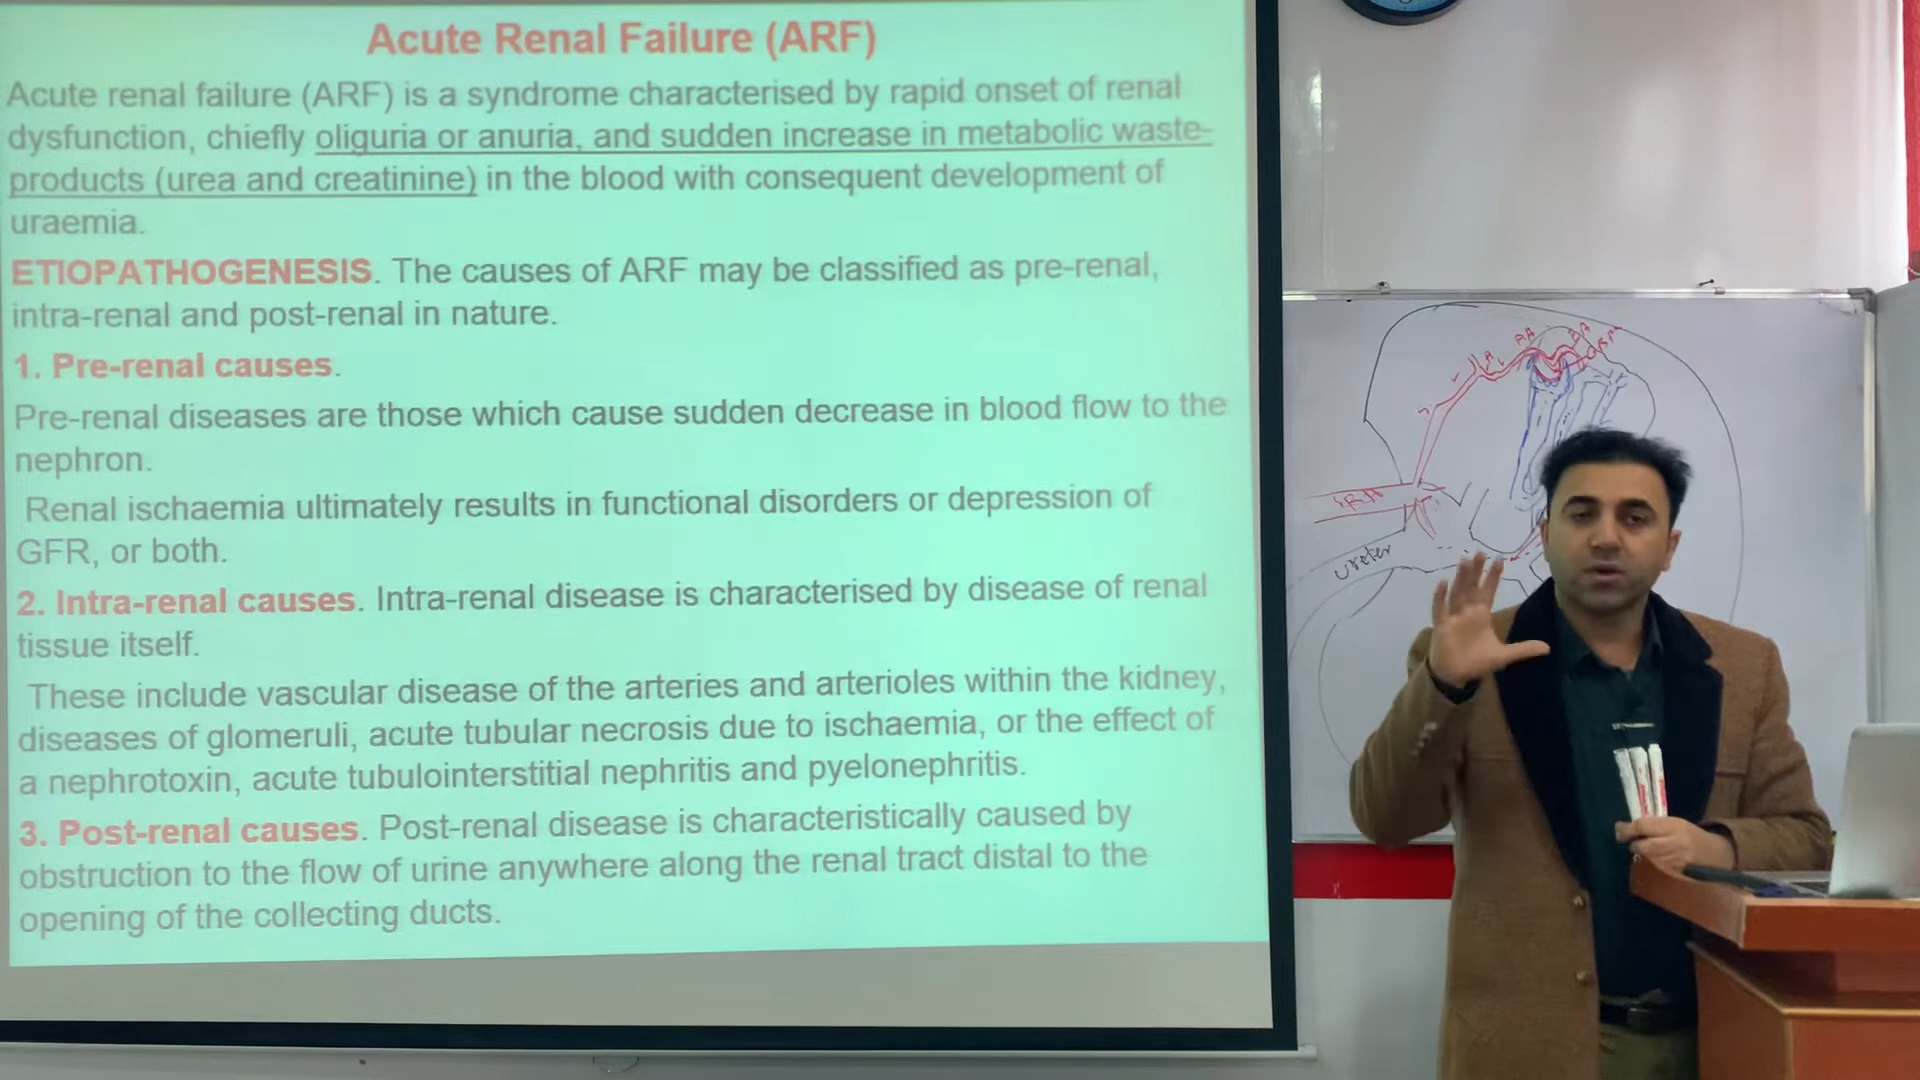 Acute Renal Failure (ARF)
Acute renal failure (ARF) is a syndrome characterised by rapid onset of renal
dysfunction, chiefly oliguria or anuria, and sudden increase in metabolic waste-
products (urea and creatinine) in the blood with consequent development of
uraemia.
ETIOPATHOGENESIS. The causes of ARF may be classified as pre-renal,
intra-renal and post-renal in nature.
1. Pre-renal causes.
Pre-renal diseases are those which cause sudden decrease in blood flow to the
nephron.
Renal ischaemia ultimately results in functional disorders or depression of
GFR, or both.
2. Intra-renal causes. Intra-renal disease is characterised by disease of renal
tissue itself.
These include vascular disease of the arteries and arterioles within the kidney,
diseases of glomeruli, acute tubular necrosis due to ischaemia, or the effect of
a nephrotoxin, acute tubulointerstitial nephritis and pyelonephritis.
3. Post-renal causes. Post-renal disease is characteristically caused by
obstruction to the flow of urine anywhere along the renal tract distal to the
opening of the collecting ducts.
AA
RA
ureter